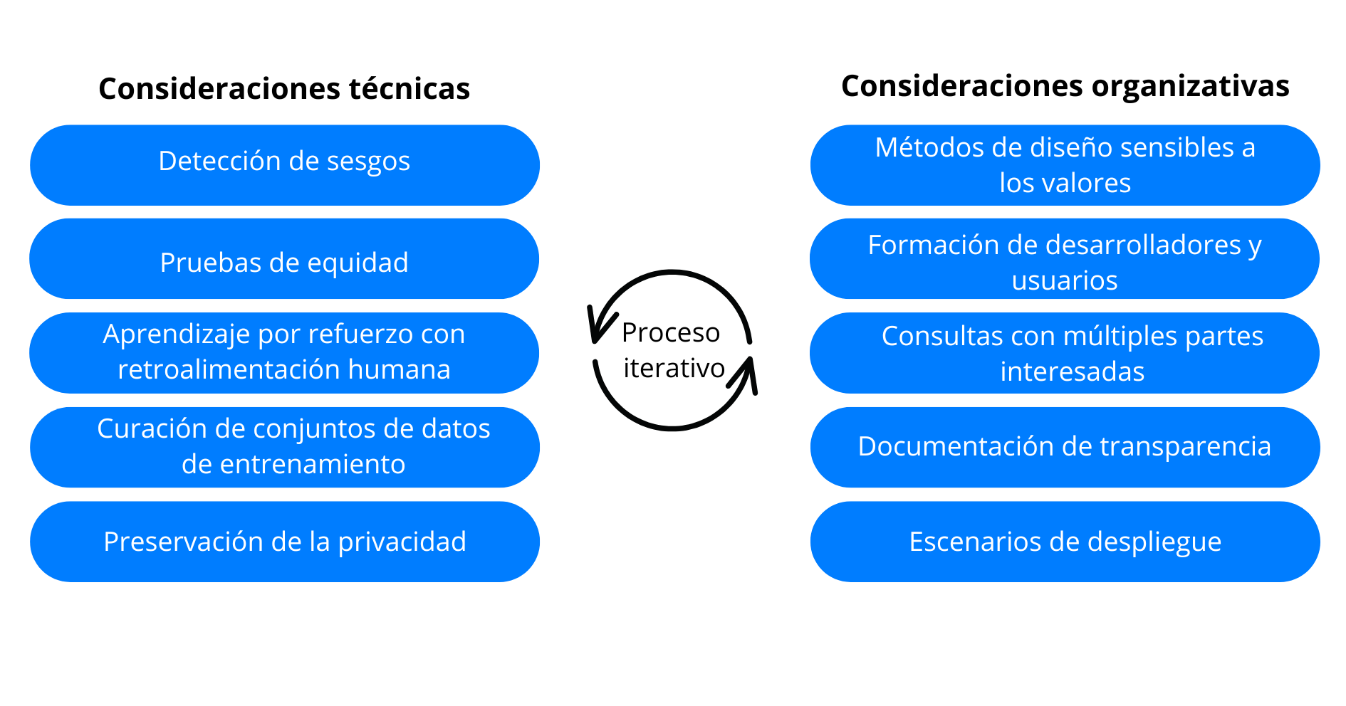 Consideraciones técnicas
Detección de sesgos
Pruebas de equidad
Aprendizaje por refuerzo con
retroalimentación humana
Curación de conjuntos de datos
de entrenamiento
Preservación de la privacidad
Proceso
iterativo
Consideraciones organizativas
Métodos de diseño sensibles a
los valores
Formación de desarrolladores y
usuarios
Consultas con múltiples partes
interesadas
Documentación de transparencia
Escenarios de despliegue